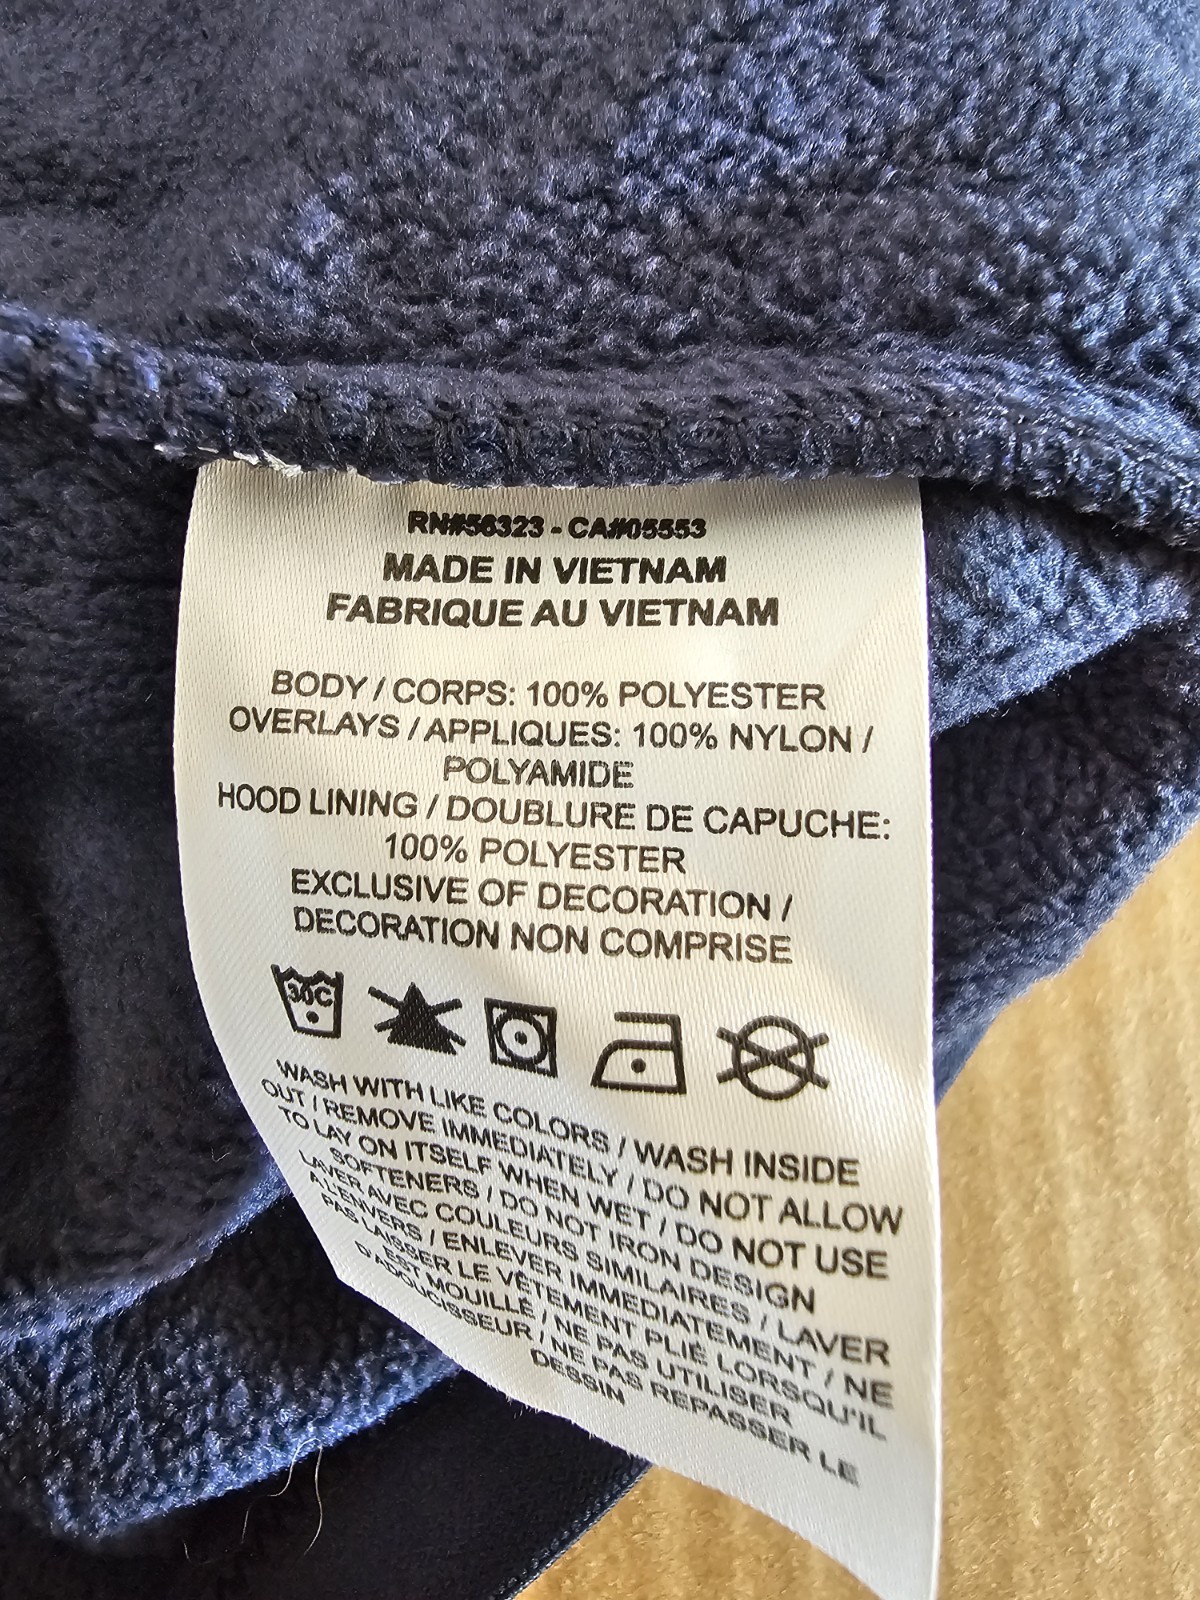 RN#56323 - CA#05553
MADE IN VIETNAM
FABRIQUE AU VIETNAM
BODY / CORPS: 100% POLYESTER
OVERLAYS / APPLIQUES: 100% NYLON /
POLYAMIDE
HOOD LINING / DOUBLURE DE CAPUCHE:
100% POLYESTER
EXCLUSIVE OF DECORATION /
DECORATION NON COMPRISE
30C
WASH WITH LIKE COLORS / WASH INSIDE
OUT / REMOVE IMMEDIATELY / DO NOT ALLOW
TO LAY ON ITSELF WHEN WET / DO NOT USE
SOFTENERS / DO NOT IRON DESIGN
LAVER AVEC COULEURS SIMILAIRES / LAVER
A L'ENVERS / ENLEVER IMMEDIATEMENT / NE
PAS LAISSER LE VÊTEMENT PLIÉ LORSQU'IL
EST MOUILLÉ / NE PAS UTILISER
D'ADOUCISSEUR / NE PAS REPASSER LE
DESSIN